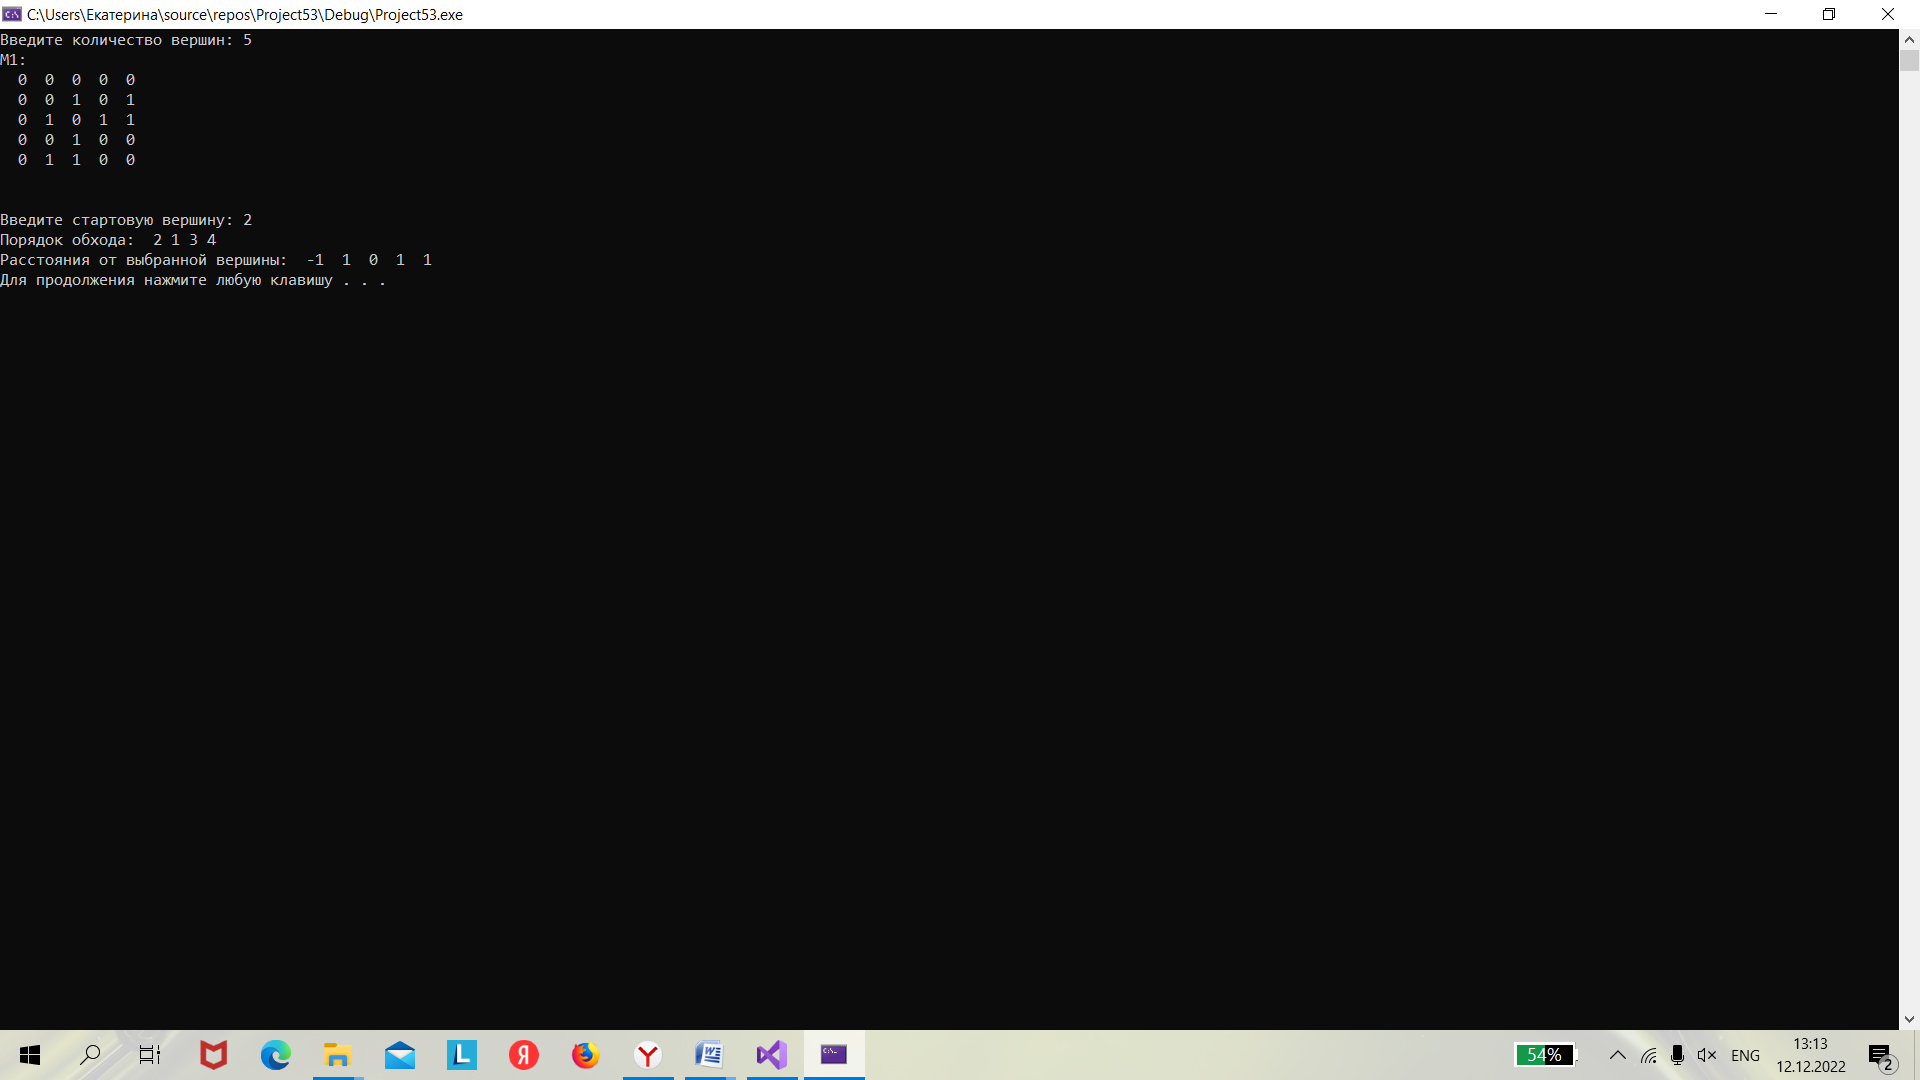 C:\Users\Екатерина\source\repos\Project53\Debug\Project53.exe
Введите количество вершин: 5
M1:
0 0 0 0 0
0 0 1 0 1
0 1 0 1 1
0 0 1 0 0
0 1 1 0 0
Введите стартовую вершину: 2
Порядок обхода: 2 1 3 4
Расстояния от выбранной вершины: -1 1 0 1 1
Для продолжения нажмите любую клавишу . . .
54%
ENG
13:13
12.12.2022
2